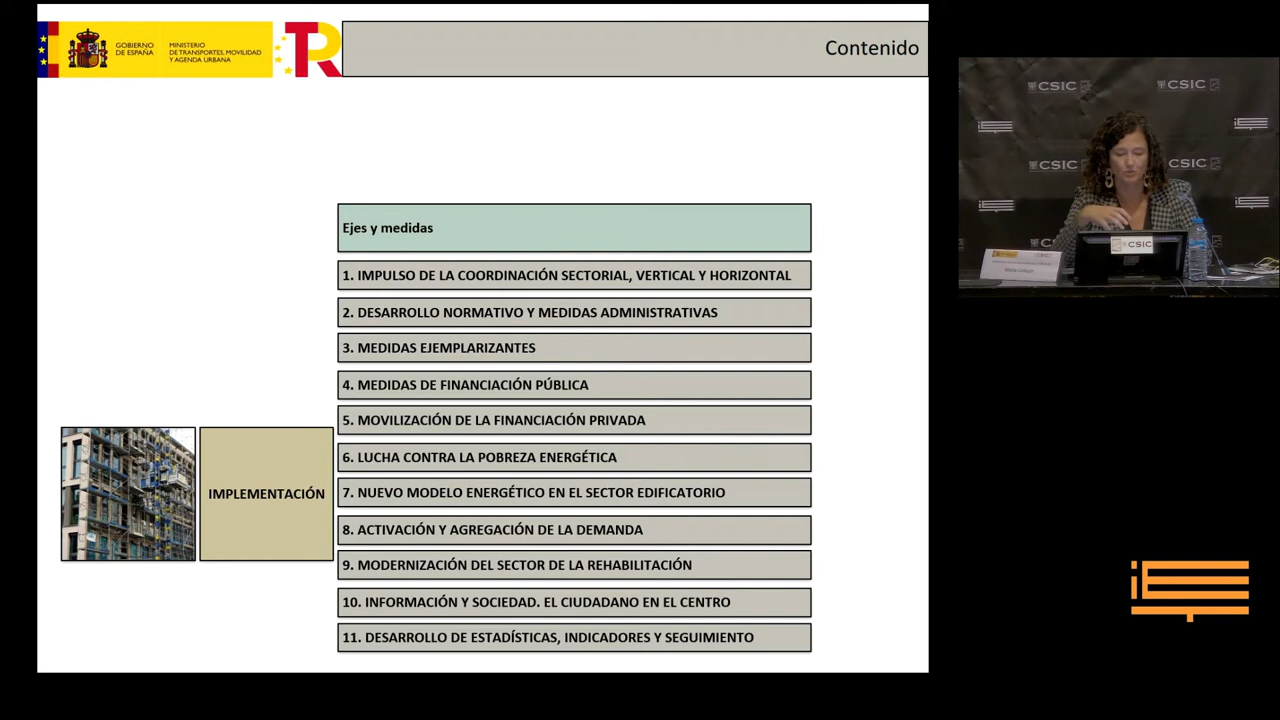 GOBIERNO
DE ESPAÑA
MINISTERIO
DE TRANSPORTES, MOVILIDAD
Y AGENDA URBANA
TR
Contenido
Ejes y medidas
1. IMPULSO DE LA COORDINACIÓN SECTORIAL, VERTICAL Y HORIZONTAL
2. DESARROLLO NORMATIVO Y MEDIDAS ADMINISTRATIVAS
3. MEDIDAS EJEMPLARIZANTES
4. MEDIDAS DE FINANCIACIÓN PÚBLICA
5. MOVILIZACIÓN DE LA FINANCIACIÓN PRIVADA
IMPLEMENTACIÓN
6. LUCHA CONTRA LA POBREZA ENERGÉTICA
7. NUEVO MODELO ENERGÉTICO EN EL SECTOR EDIFICATORIO
8. ACTIVACIÓN Y AGREGACIÓN DE LA DEMANDA
9. MODERNIZACIÓN DEL SECTOR DE LA REHABILITACIÓN
10. INFORMACIÓN Y SOCIEDAD. EL CIUDADANO EN EL CENTRO
11. DESARROLLO DE ESTADÍSTICAS, INDICADORES Y SEGUIMIENTO
CSIC
CSIC
CSIC
CSIC
CSIC